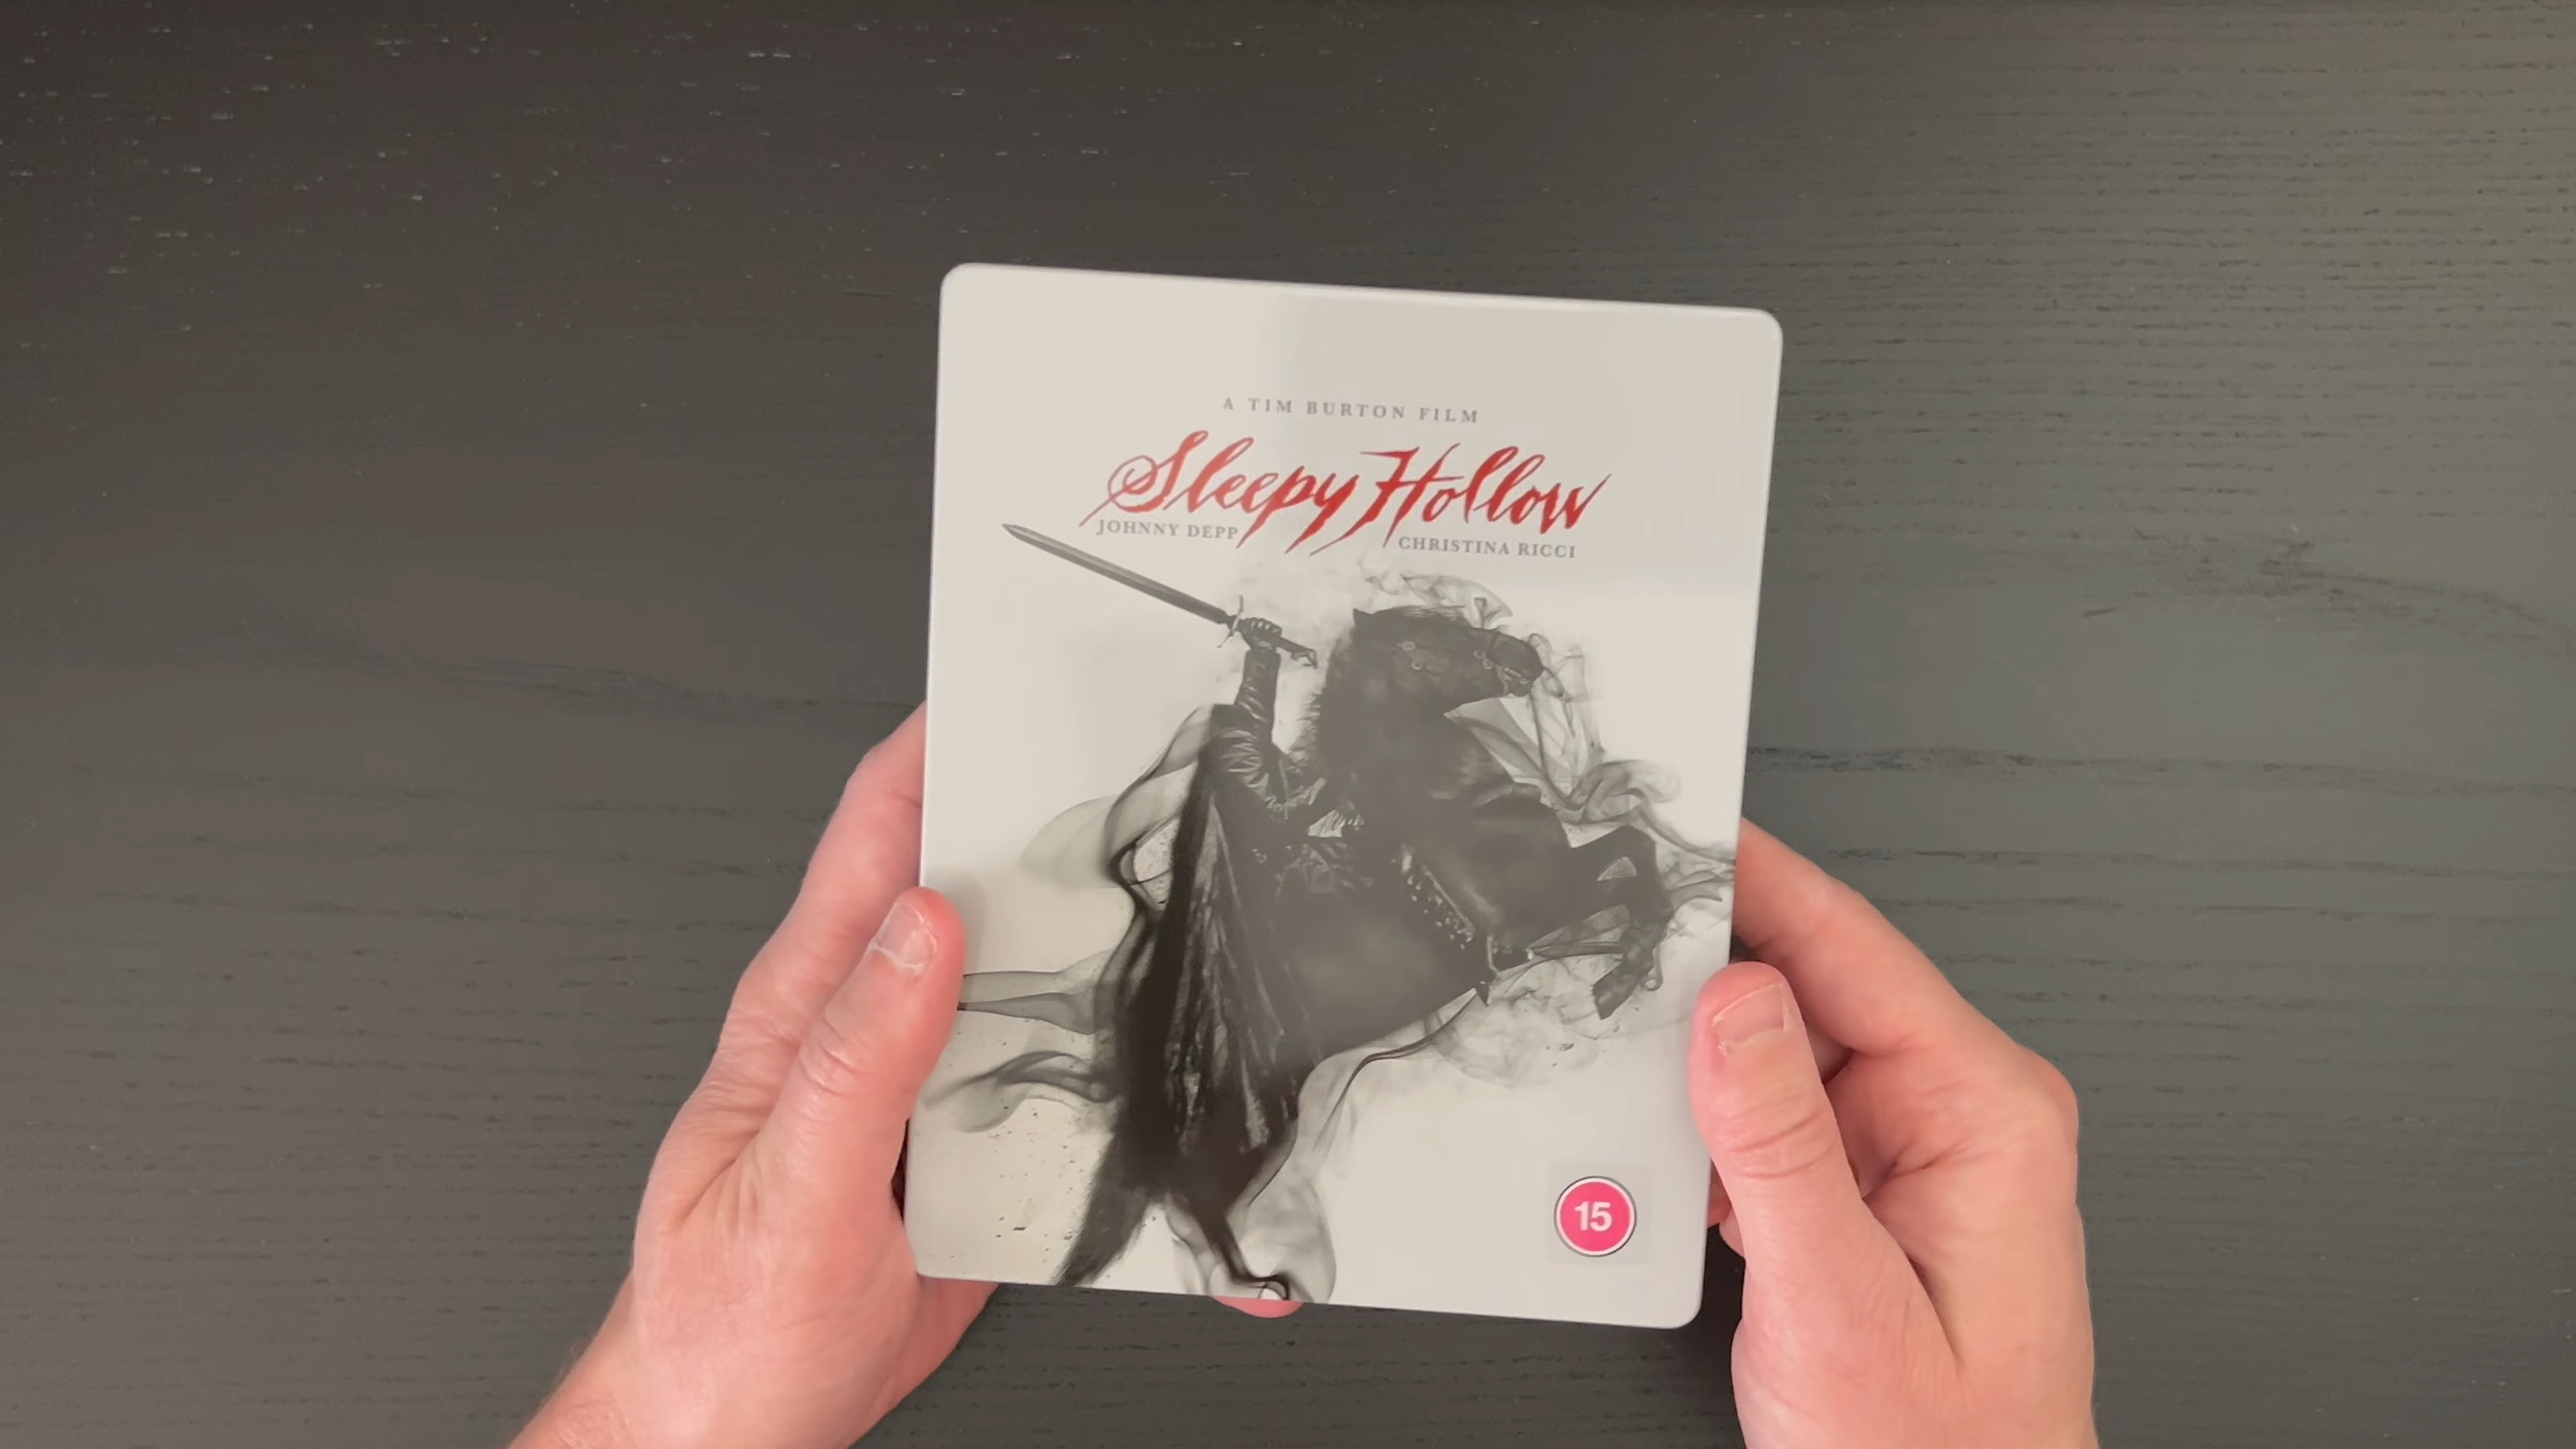 A TIM BURTON FILM
Sleepy Hollow
JOHNNY DEPP
CHRISTINA RICCI
15